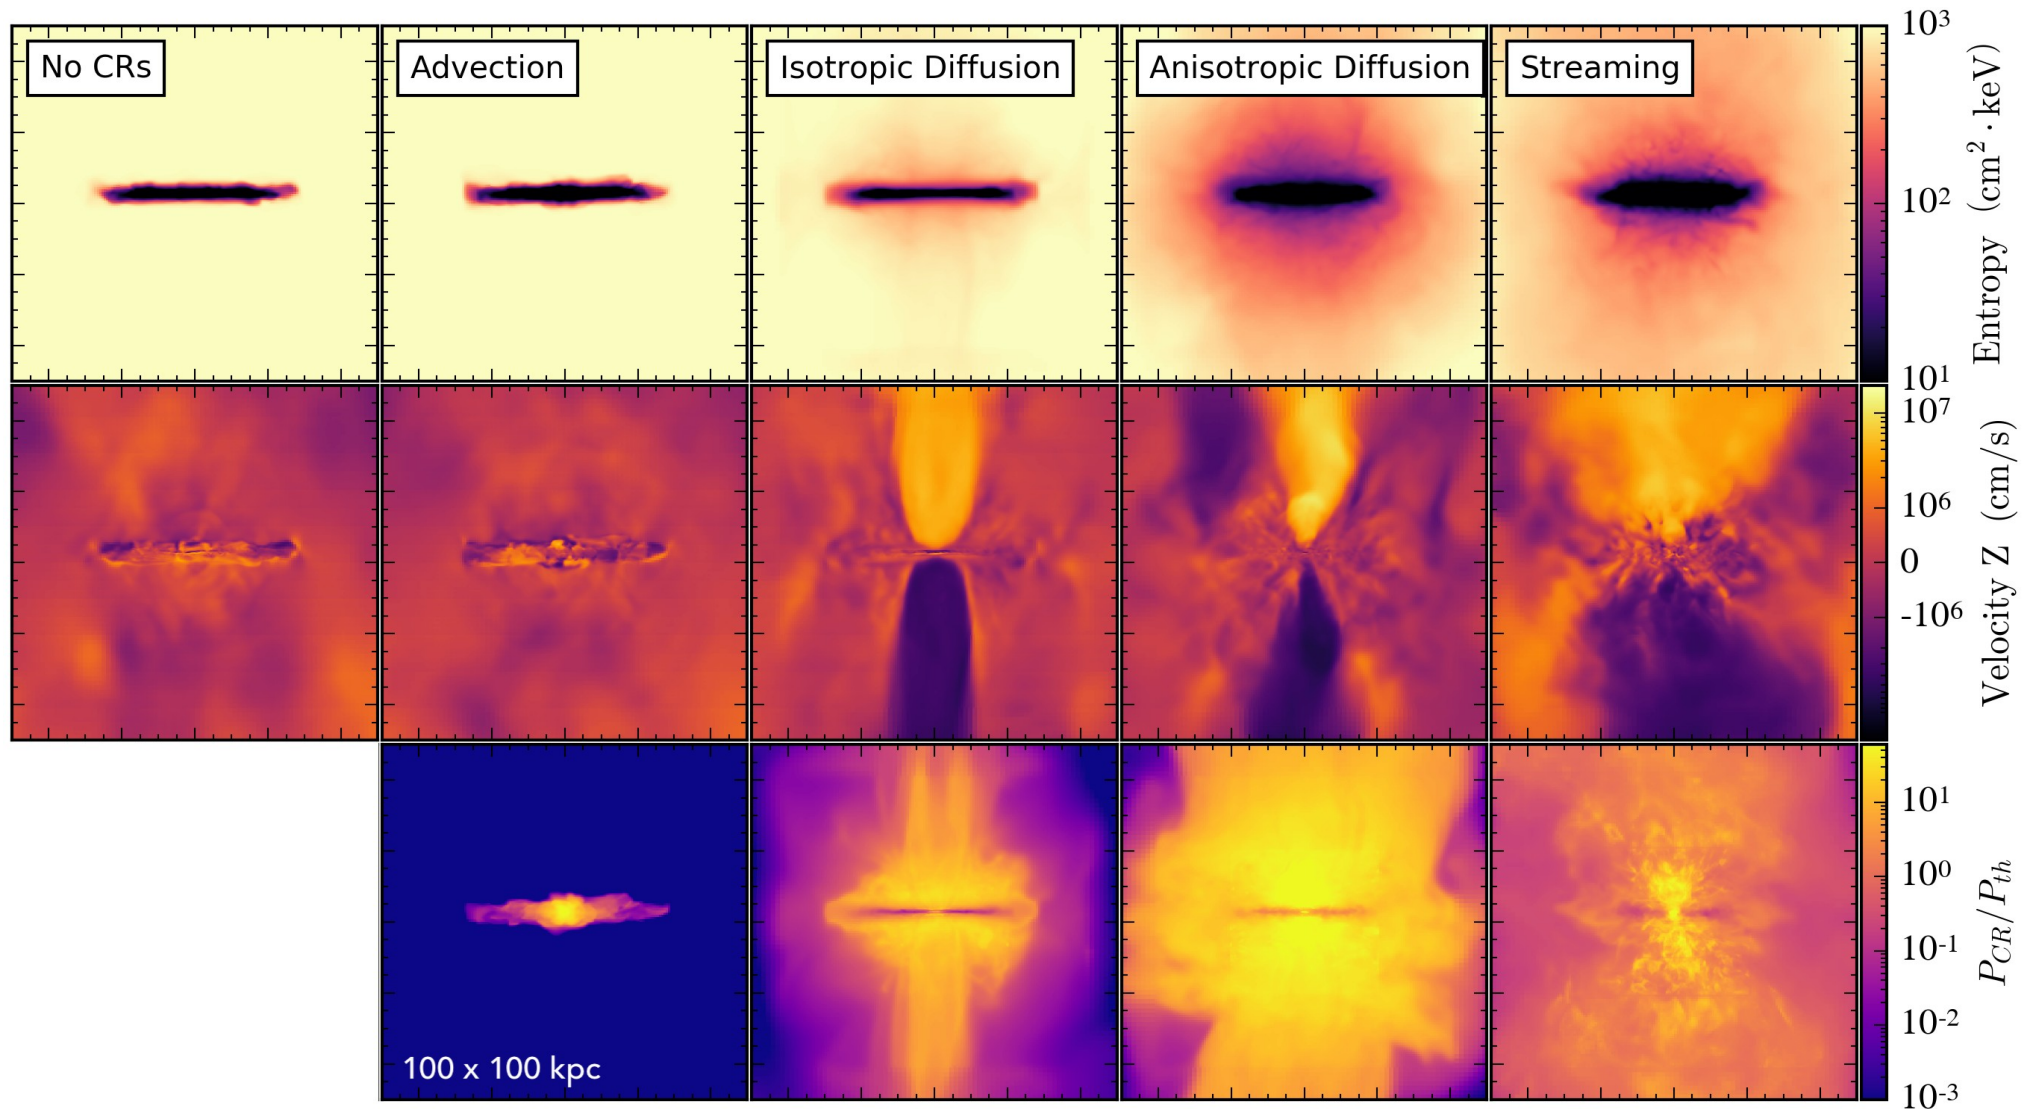 No CRs
Advection
Isotropic Diffusion
Anisotropic Diffusion
Streaming
10³
10²
10¹
Entropy (cm² · keV)
10⁷
10⁶
0
-10⁶
Velocity Z (cm/s)
10¹
10⁰
10⁻¹
10⁻²
10⁻³
P_CR/P_th
100 x 100 kpc